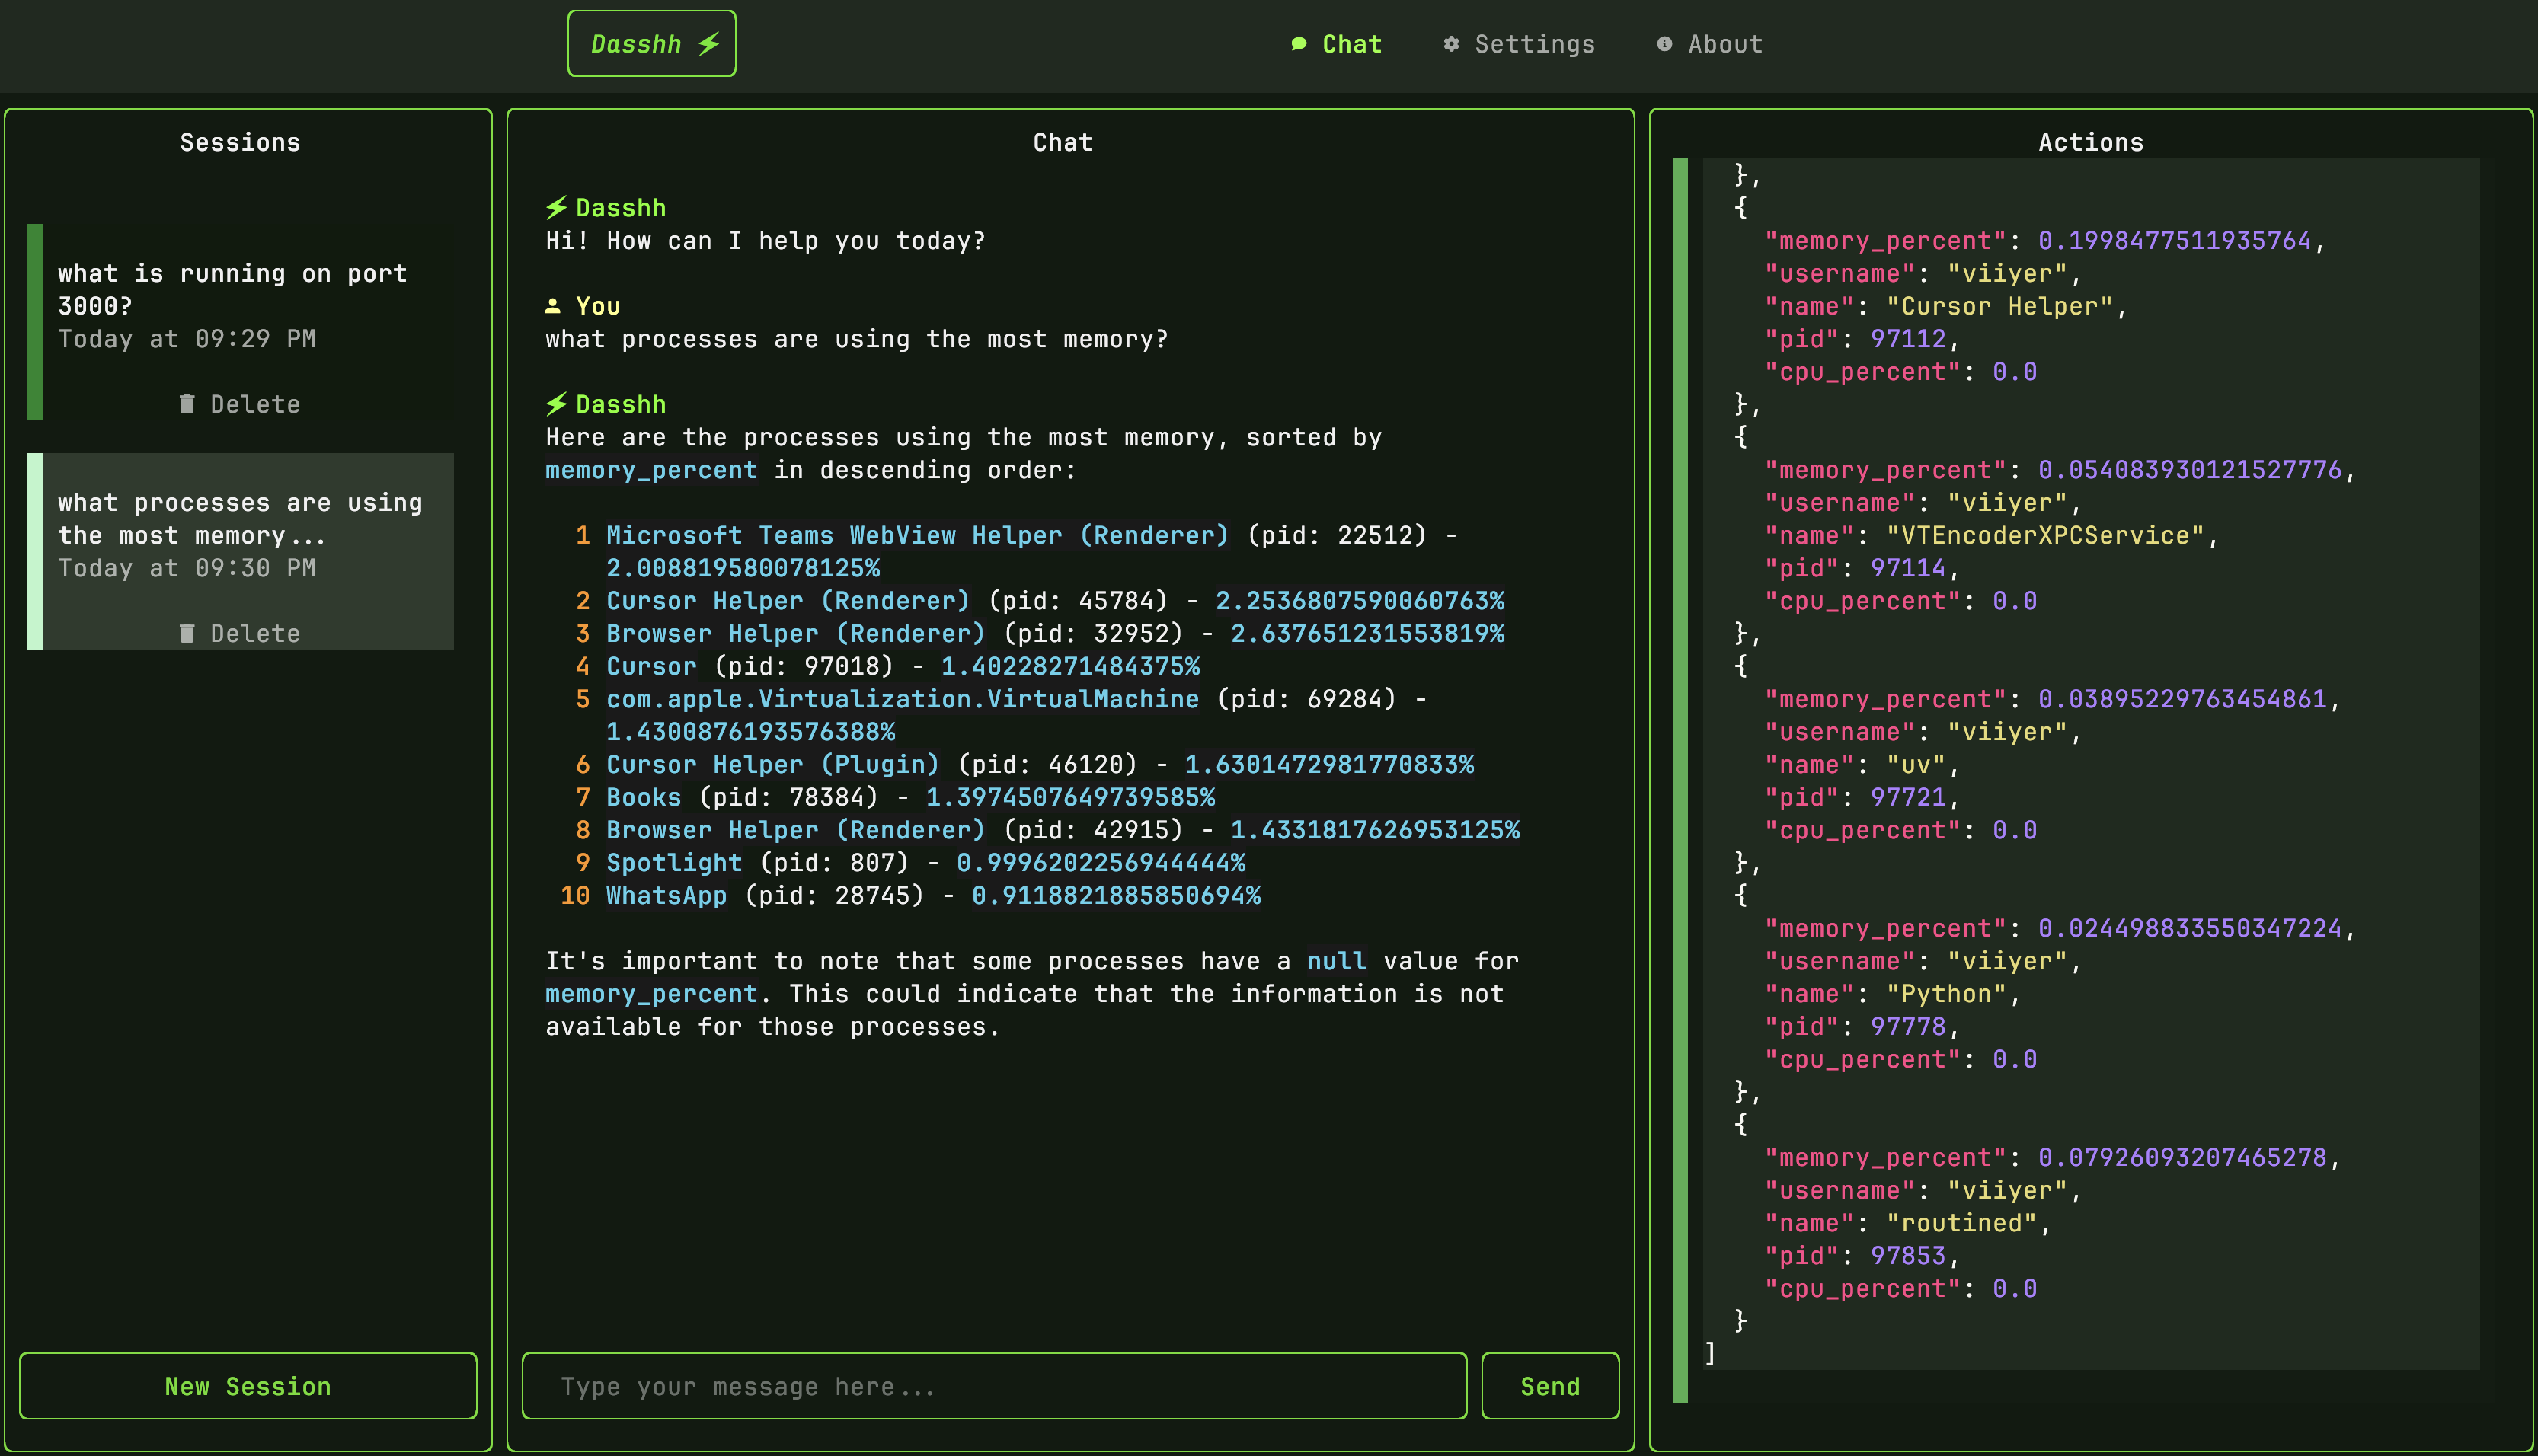 Dasshh
Chat
Settings
About
Sessions
what is running on port
3000?
Today at 09:29 PM
Delete
what processes are using
the most memory...
Today at 09:30 PM
Delete
New Session
Chat
Dasshh
Hi! How can I help you today?
You
what processes are using the most memory?
Dasshh
Here are the processes using the most memory, sorted by
memory_percent in descending order:
1 Microsoft Teams WebView Helper (Renderer) (pid: 22512) -
2.008819580078125%
2 Cursor Helper (Renderer) (pid: 45784) - 2.2536807590060763%
3 Browser Helper (Renderer) (pid: 32952) - 2.637651231553819%
4 Cursor (pid: 97018) - 1.40228271484375%
5 com.apple.Virtualization.VirtualMachine (pid: 69284) -
1.4300876193576388%
6 Cursor Helper (Plugin) (pid: 46120) - 1.6301472981770833%
7 Books (pid: 78384) - 1.3974507649739585%
8 Browser Helper (Renderer) (pid: 42915) - 1.4331817626953125%
9 Spotlight (pid: 807) - 0.9996202256944444%
10 WhatsApp (pid: 28745) - 0.9118821885850694%
It's important to note that some processes have a null value for
memory_percent. This could indicate that the information is not
available for those processes.
Type your message here...
Send
Actions
},
{
"memory_percent": 0.1998477511935764,
"username": "viiyer",
"name": "Cursor Helper",
"pid": 97112,
"cpu_percent": 0.0
},
{
"memory_percent": 0.054083930121527776,
"username": "viiyer",
"name": "VTEncoderXPCService",
"pid": 97114,
"cpu_percent": 0.0
},
{
"memory_percent": 0.03895229763454861,
"username": "viiyer",
"name": "uv",
"pid": 97721,
"cpu_percent": 0.0
},
{
"memory_percent": 0.024498833550347224,
"username": "viiyer",
"name": "Python",
"pid": 97778,
"cpu_percent": 0.0
},
{
"memory_percent": 0.07926093207465278,
"username": "viiyer",
"name": "routined",
"pid": 97853,
"cpu_percent": 0.0
}
]